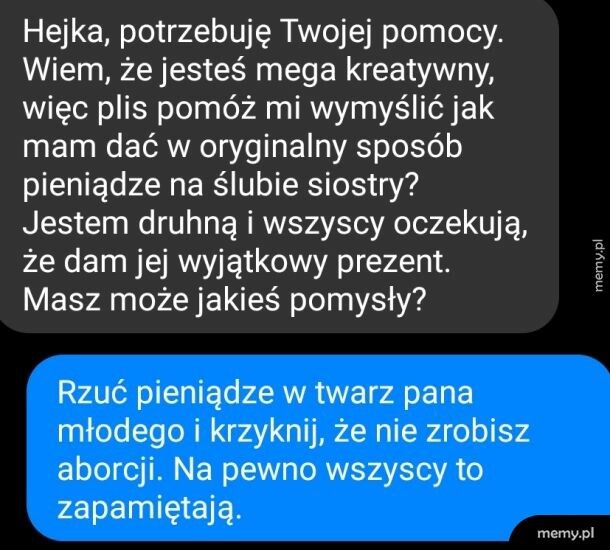 Hejka, potrzebuję Twojej pomocy.
Wiem, że jesteś mega kreatywny,
więc plis pomóż mi wymyślić jak
mam dać w oryginalny sposób
pieniądze na ślubie siostry?
Jestem druhną i wszyscy oczekują,
że dam jej wyjątkowy prezent.
Masz może jakieś pomysły?
memy.pl
Rzuć pieniądze w twarz pana
młodego i krzyknij, że nie zrobisz
aborcji. Na pewno wszyscy to
zapamiętają.
memy.pl